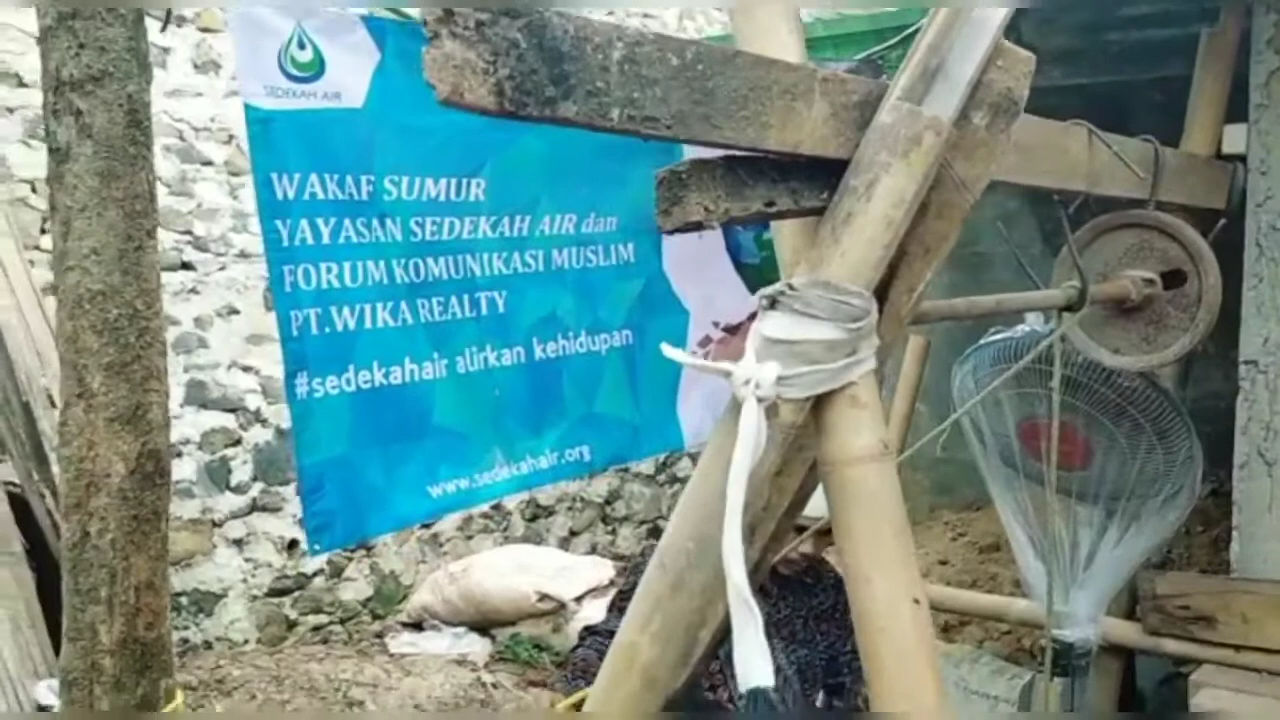 SEDEKAH AIR
WAKAF SUMUR
YAYASAN SEDEKAH AIR dan
FORUM KOMUNIKASI MUSLIM
PT.WIKA REALTY
#sedekahair alirkan kehidupan
www.sedekahair.org